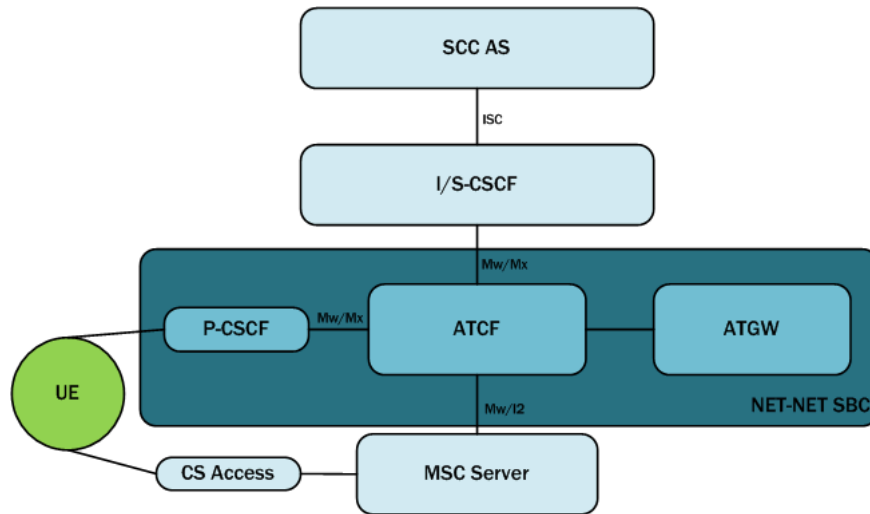 SCC AS
ISC
I/S-CSCF
Mw/Mx
P-CSCF
Mw/Mx
ATCF
ATGW
UE
NET-NET SBC
Mw/I2
CS Access
MSC Server